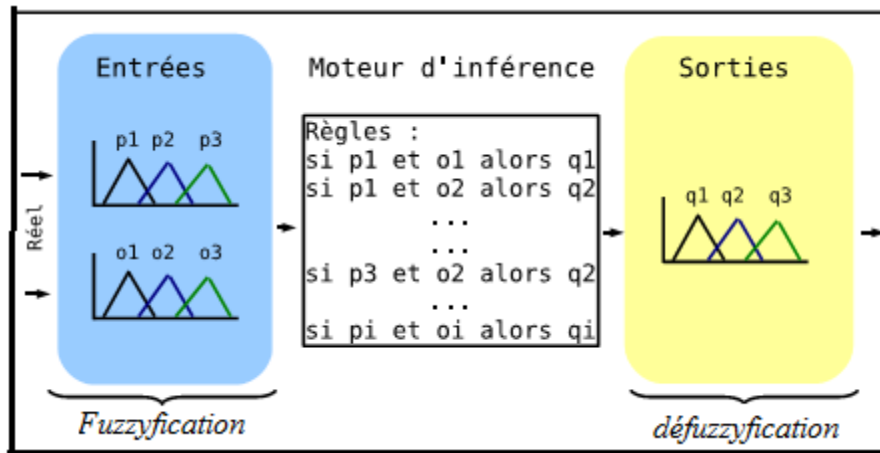 Entrées
Moteur d'inférence
Sorties
p1 p2 p3
o1 o2 o3
Réel
Règles :
si p1 et o1 alors q1
si p1 et o2 alors q2
...
...
si p3 et o2 alors q2
...
si pi et oi alors qi
q1 q2 q3
Fuzzyfication
défuzzyfication